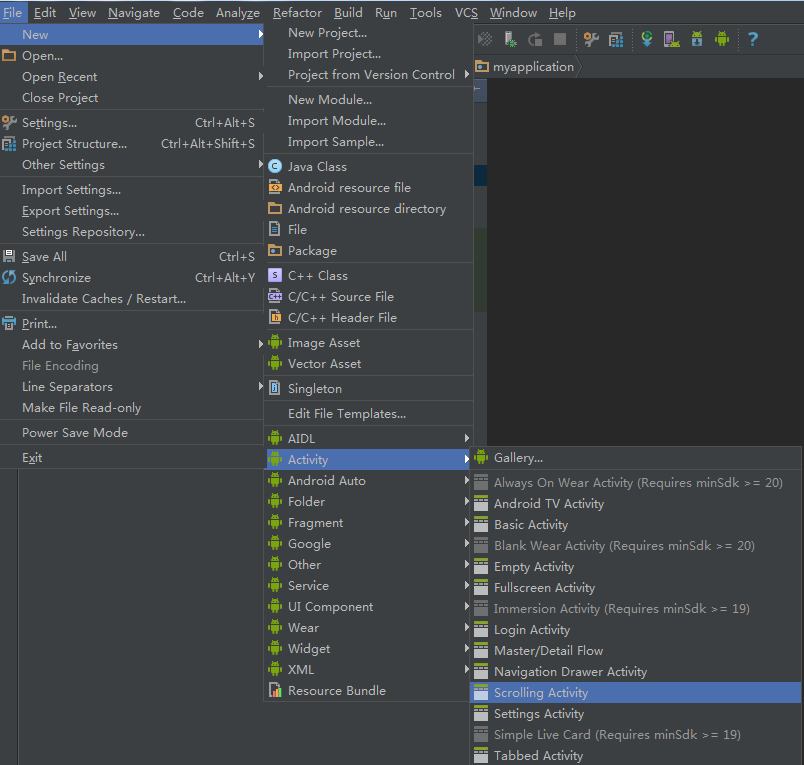 File Edit View Navigate Code Analyze Refactor Build Run Tools VCS Window Help
New
Open...
Open Recent
Close Project
Settings... Ctrl+Alt+S
Project Structure... Ctrl+Alt+Shift+S
Other Settings
Import Settings...
Export Settings...
Settings Repository...
Save All Ctrl+S
Synchronize Ctrl+Alt+Y
Invalidate Caches / Restart...
Print...
Add to Favorites
File Encoding
Line Separators
Make File Read-only
Power Save Mode
Exit
New Project...
Import Project...
Project from Version Control
New Module...
Import Module...
Import Sample...
Java Class
Android resource file
Android resource directory
File
Package
C++ Class
C/C++ Source File
C/C++ Header File
Image Asset
Vector Asset
Singleton
Edit File Templates...
AIDL
Activity
Android Auto
Folder
Fragment
Google
Other
Service
UI Component
Wear
Widget
XML
Resource Bundle
myapplication
Gallery...
Always On Wear Activity (Requires minSdk >= 20)
Android TV Activity
Basic Activity
Blank Wear Activity (Requires minSdk >= 20)
Empty Activity
Fullscreen Activity
Immersion Activity (Requires minSdk >= 19)
Login Activity
Master/Detail Flow
Navigation Drawer Activity
Scrolling Activity
Settings Activity
Simple Live Card (Requires minSdk >= 19)
Tabbed Activity